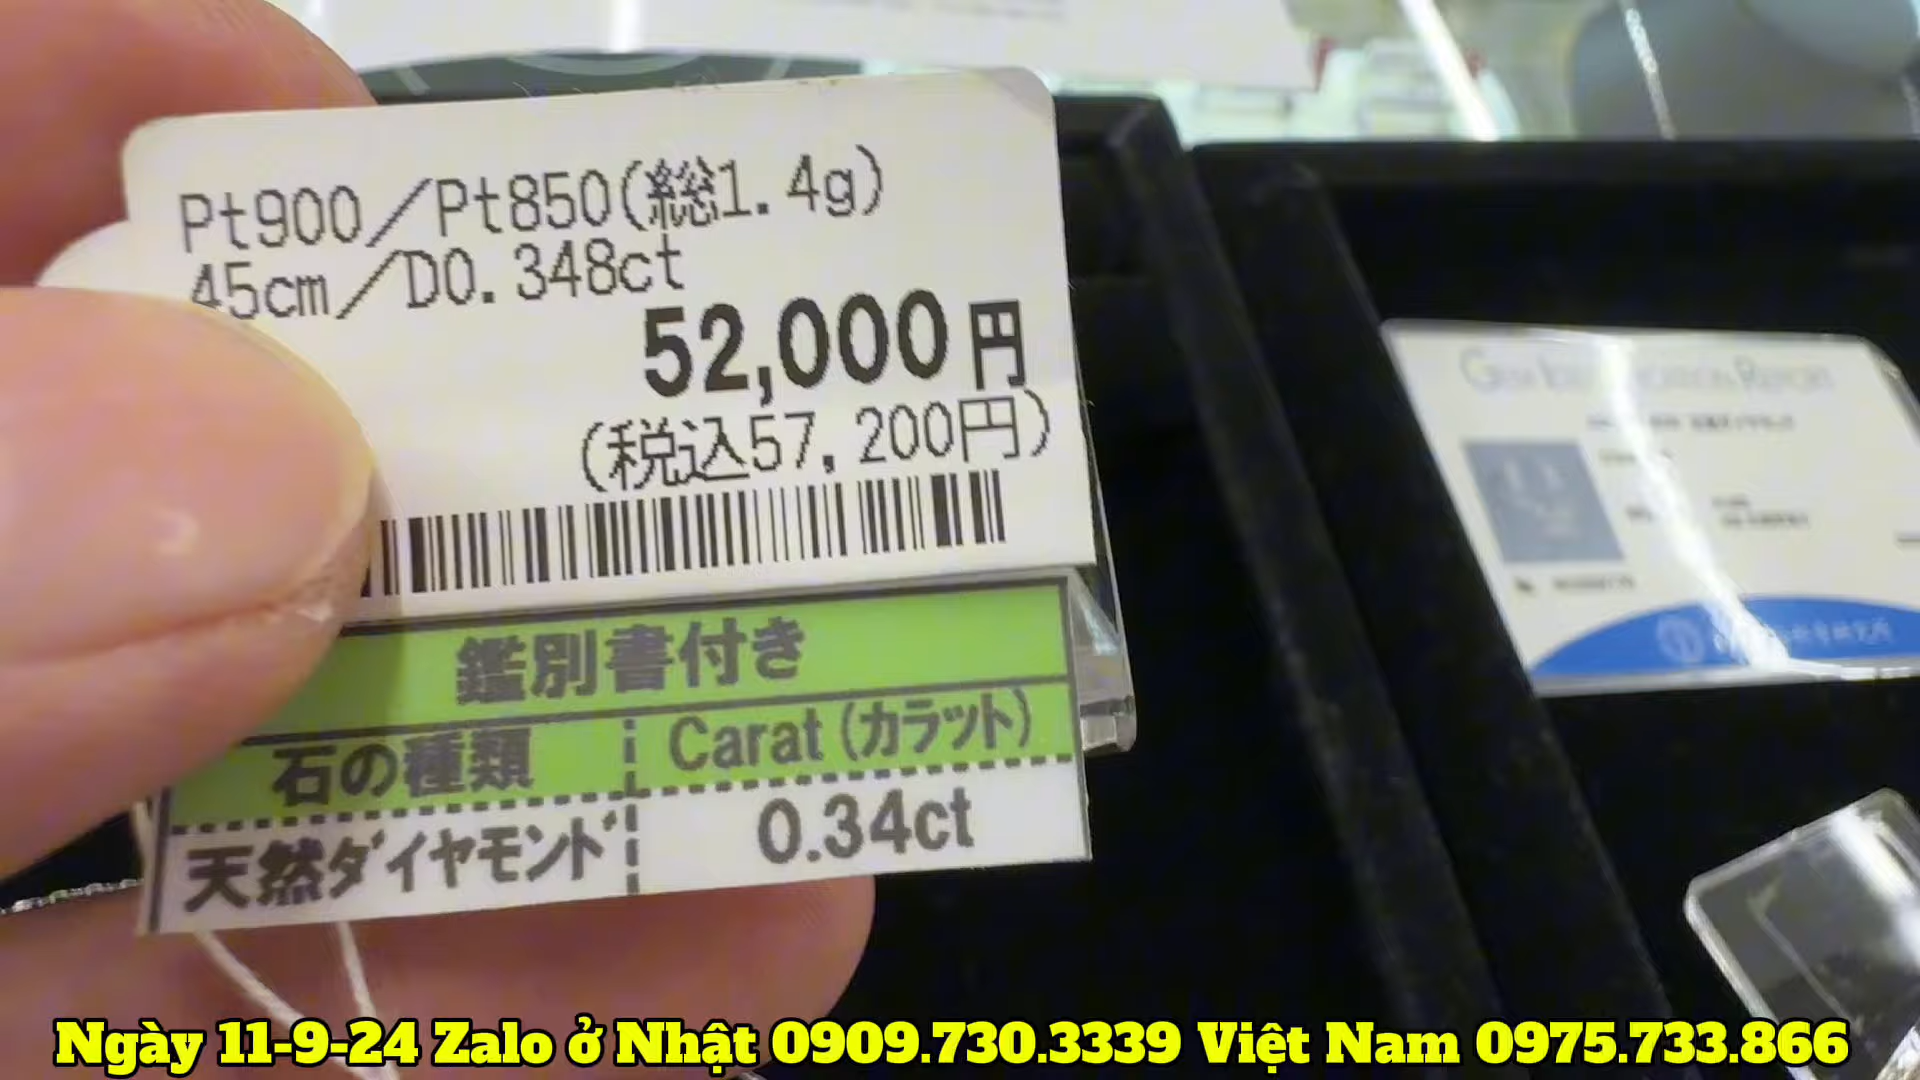 Pt900／Pt850(総1.4g)
45cm／D0.348ct
52,000円
(税込57,200円)
鑑別書付き
石の種類 Carat (カラット)
天然ダイヤモンド 0.34ct
GEM IDENTIFICATION REPORT
Ngày 11-9-24 Zalo ở Nhật 0909.730.3339 Việt Nam 0975.733.866